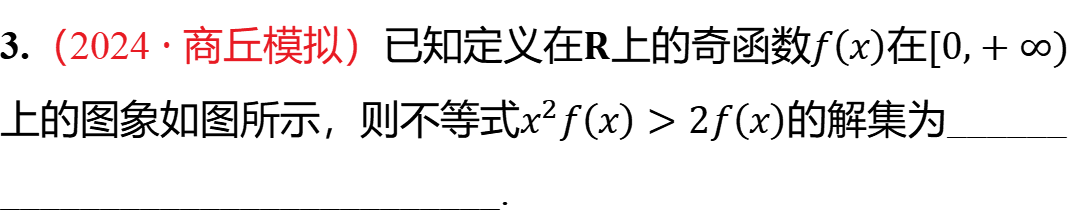 3.（2024·商丘模拟）已知定义在R上的奇函数f(x)在[0, + ∞)
上的图象如图所示，则不等式x²f(x) > 2f(x)的解集为______
_________________________.